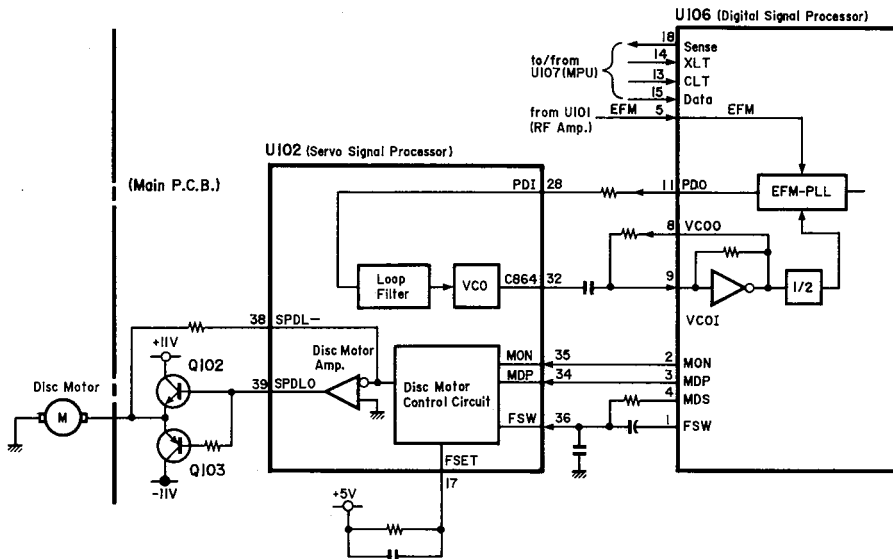 U106 (Digital Signal Processor)
18 Sense
to/from
U107(MPU)
14 XLT
13 CLT
15 Data
from U101
(RF Amp.)
EFM 5 EFM
U102 (Servo Signal Processor)
(Main P.C.B.)
PDI 28
11 PDO
EFM-PLL
8 VCOO
Loop
Filter
VCO
C864 32
9
1/2
VCOI
38 SPDL-
+11V
Q102
Disc Motor
Amp.
MON 35
2 MON
MDP 34
3 MDP
4 MDS
Disc Motor
M
39 SPDLO
Disc Motor
Control Circuit
FSW 36
1 FSW
Q103
-11V
FSET
17
+5V